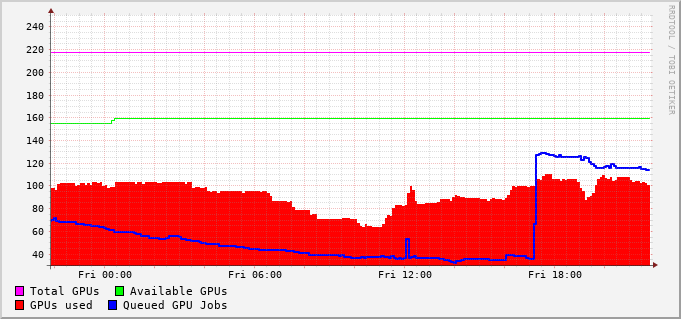 240
220
200
180
160
140
120
100
80
60
40
Fri 00:00 Fri 06:00 Fri 12:00 Fri 18:00
Total GPUs Available GPUs
GPUs used Queued GPU Jobs
RRDTOOL / TOBI OETIKER